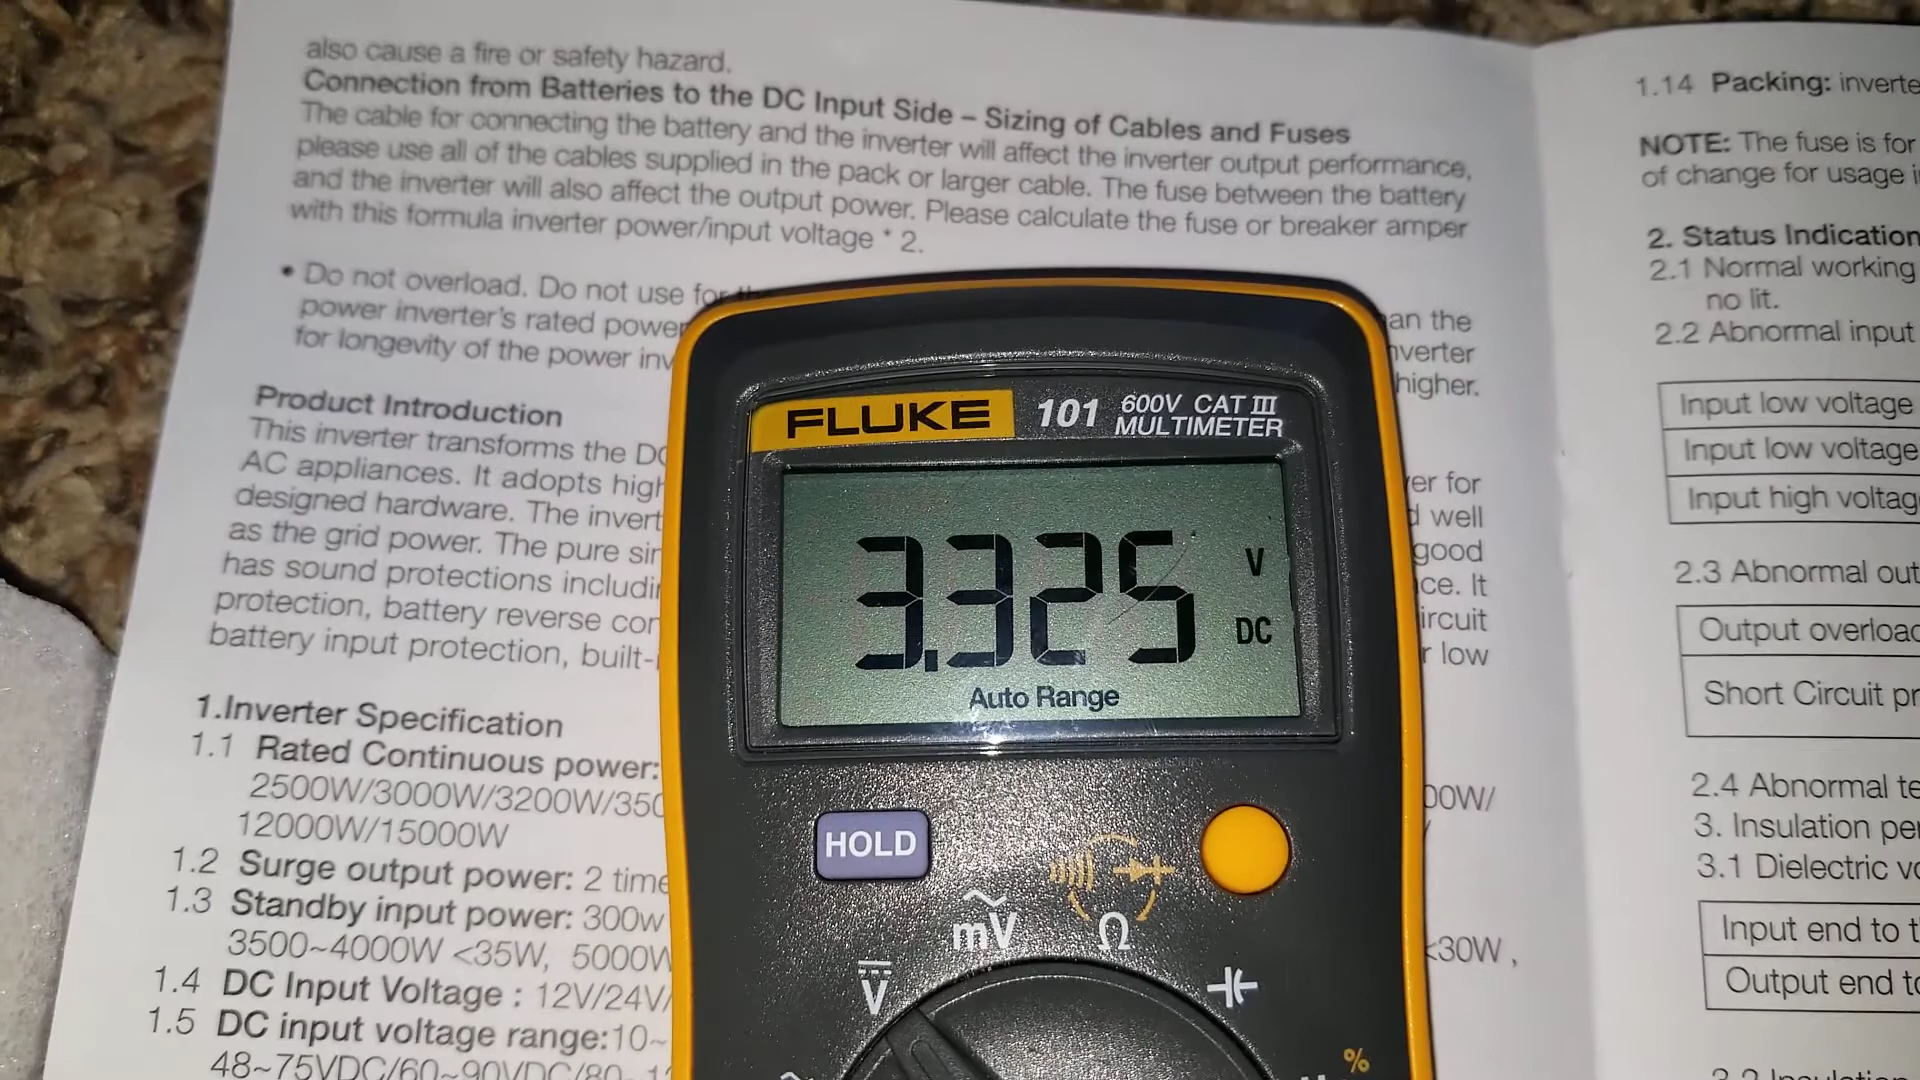 also cause a fire or safety hazard.
Connection from Batteries to the DC Input Side – Sizing of Cables and Fuses
The cable for connecting the battery and the inverter will affect the inverter output performance,
please use all of the cables supplied in the pack or larger cable. The fuse between the battery
and the inverter will also affect the output power. Please calculate the fuse or breaker amper
with this formula inverter power/input voltage * 2.
• Do not overload. Do not use for
power inverter's rated power an the
for longevity of the power inv nverter
higher.
Product Introduction
This inverter transforms the DC
AC appliances. It adopts high er for
designed hardware. The invert d well
as the grid power. The pure sin good
has sound protections includin ce. It
protection, battery reverse con ircuit
battery input protection, built-i r low
1.Inverter Specification
1.1 Rated Continuous power:
2500W/3000W/3200W/350 00W/
12000W/15000W
1.2 Surge output power: 2 time
1.3 Standby input power: 300w
3500~4000W <35W, 5000W <30W ,
1.4 DC Input Voltage : 12V/24V/
1.5 DC input voltage range:10~
48~75VDC/60~90VDC/80
FLUKE 101 600V CAT III
MULTIMETER
3.325 V
DC
Auto Range
HOLD
mV
Ω
V
%
1.14 Packing: inverte
NOTE: The fuse is for
of change for usage i
2. Status Indication
2.1 Normal working
no lit.
2.2 Abnormal input
Input low voltage
Input low voltage
Input high voltag
2.3 Abnormal out
Output overloa
Short Circuit pr
2.4 Abnormal te
3. Insulation pe
3.1 Dielectric vo
Input end to t
Output end to